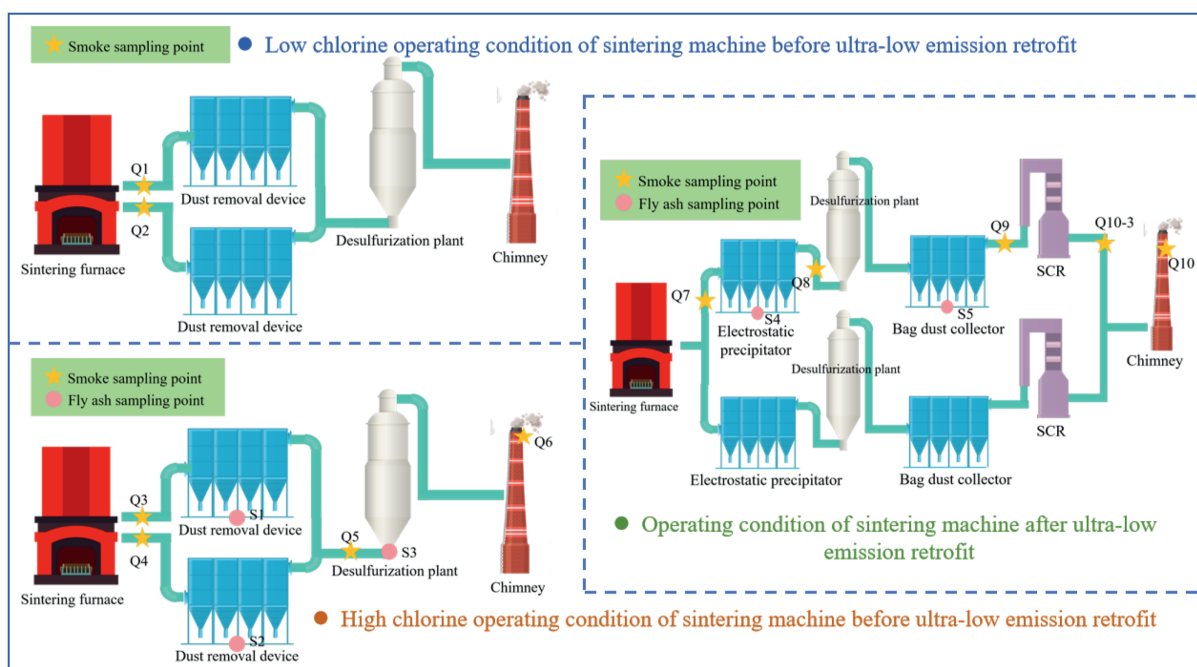 Smoke sampling point
Low chlorine operating condition of sintering machine before ultra-low emission retrofit
Q1
Q2
Sintering furnace
Dust removal device
Dust removal device
Desulfurization plant
Chimney
Smoke sampling point
Fly ash sampling point
Q3
Q4
Sintering furnace
S1
Dust removal device
S2
Dust removal device
Q5
S3
Desulfurization plant
Q6
Chimney
High chlorine operating condition of sintering machine before ultra-low emission retrofit
Smoke sampling point
Fly ash sampling point
Sintering furnace
Q7
S4
Electrostatic
precipitator
Q8
Desulfurization plant
S5
Bag dust collector
Q9
SCR
Q10-3
Q10
Chimney
Electrostatic precipitator
Desulfurization plant
Bag dust collector
SCR
Operating condition of sintering machine after ultra-low
emission retrofit